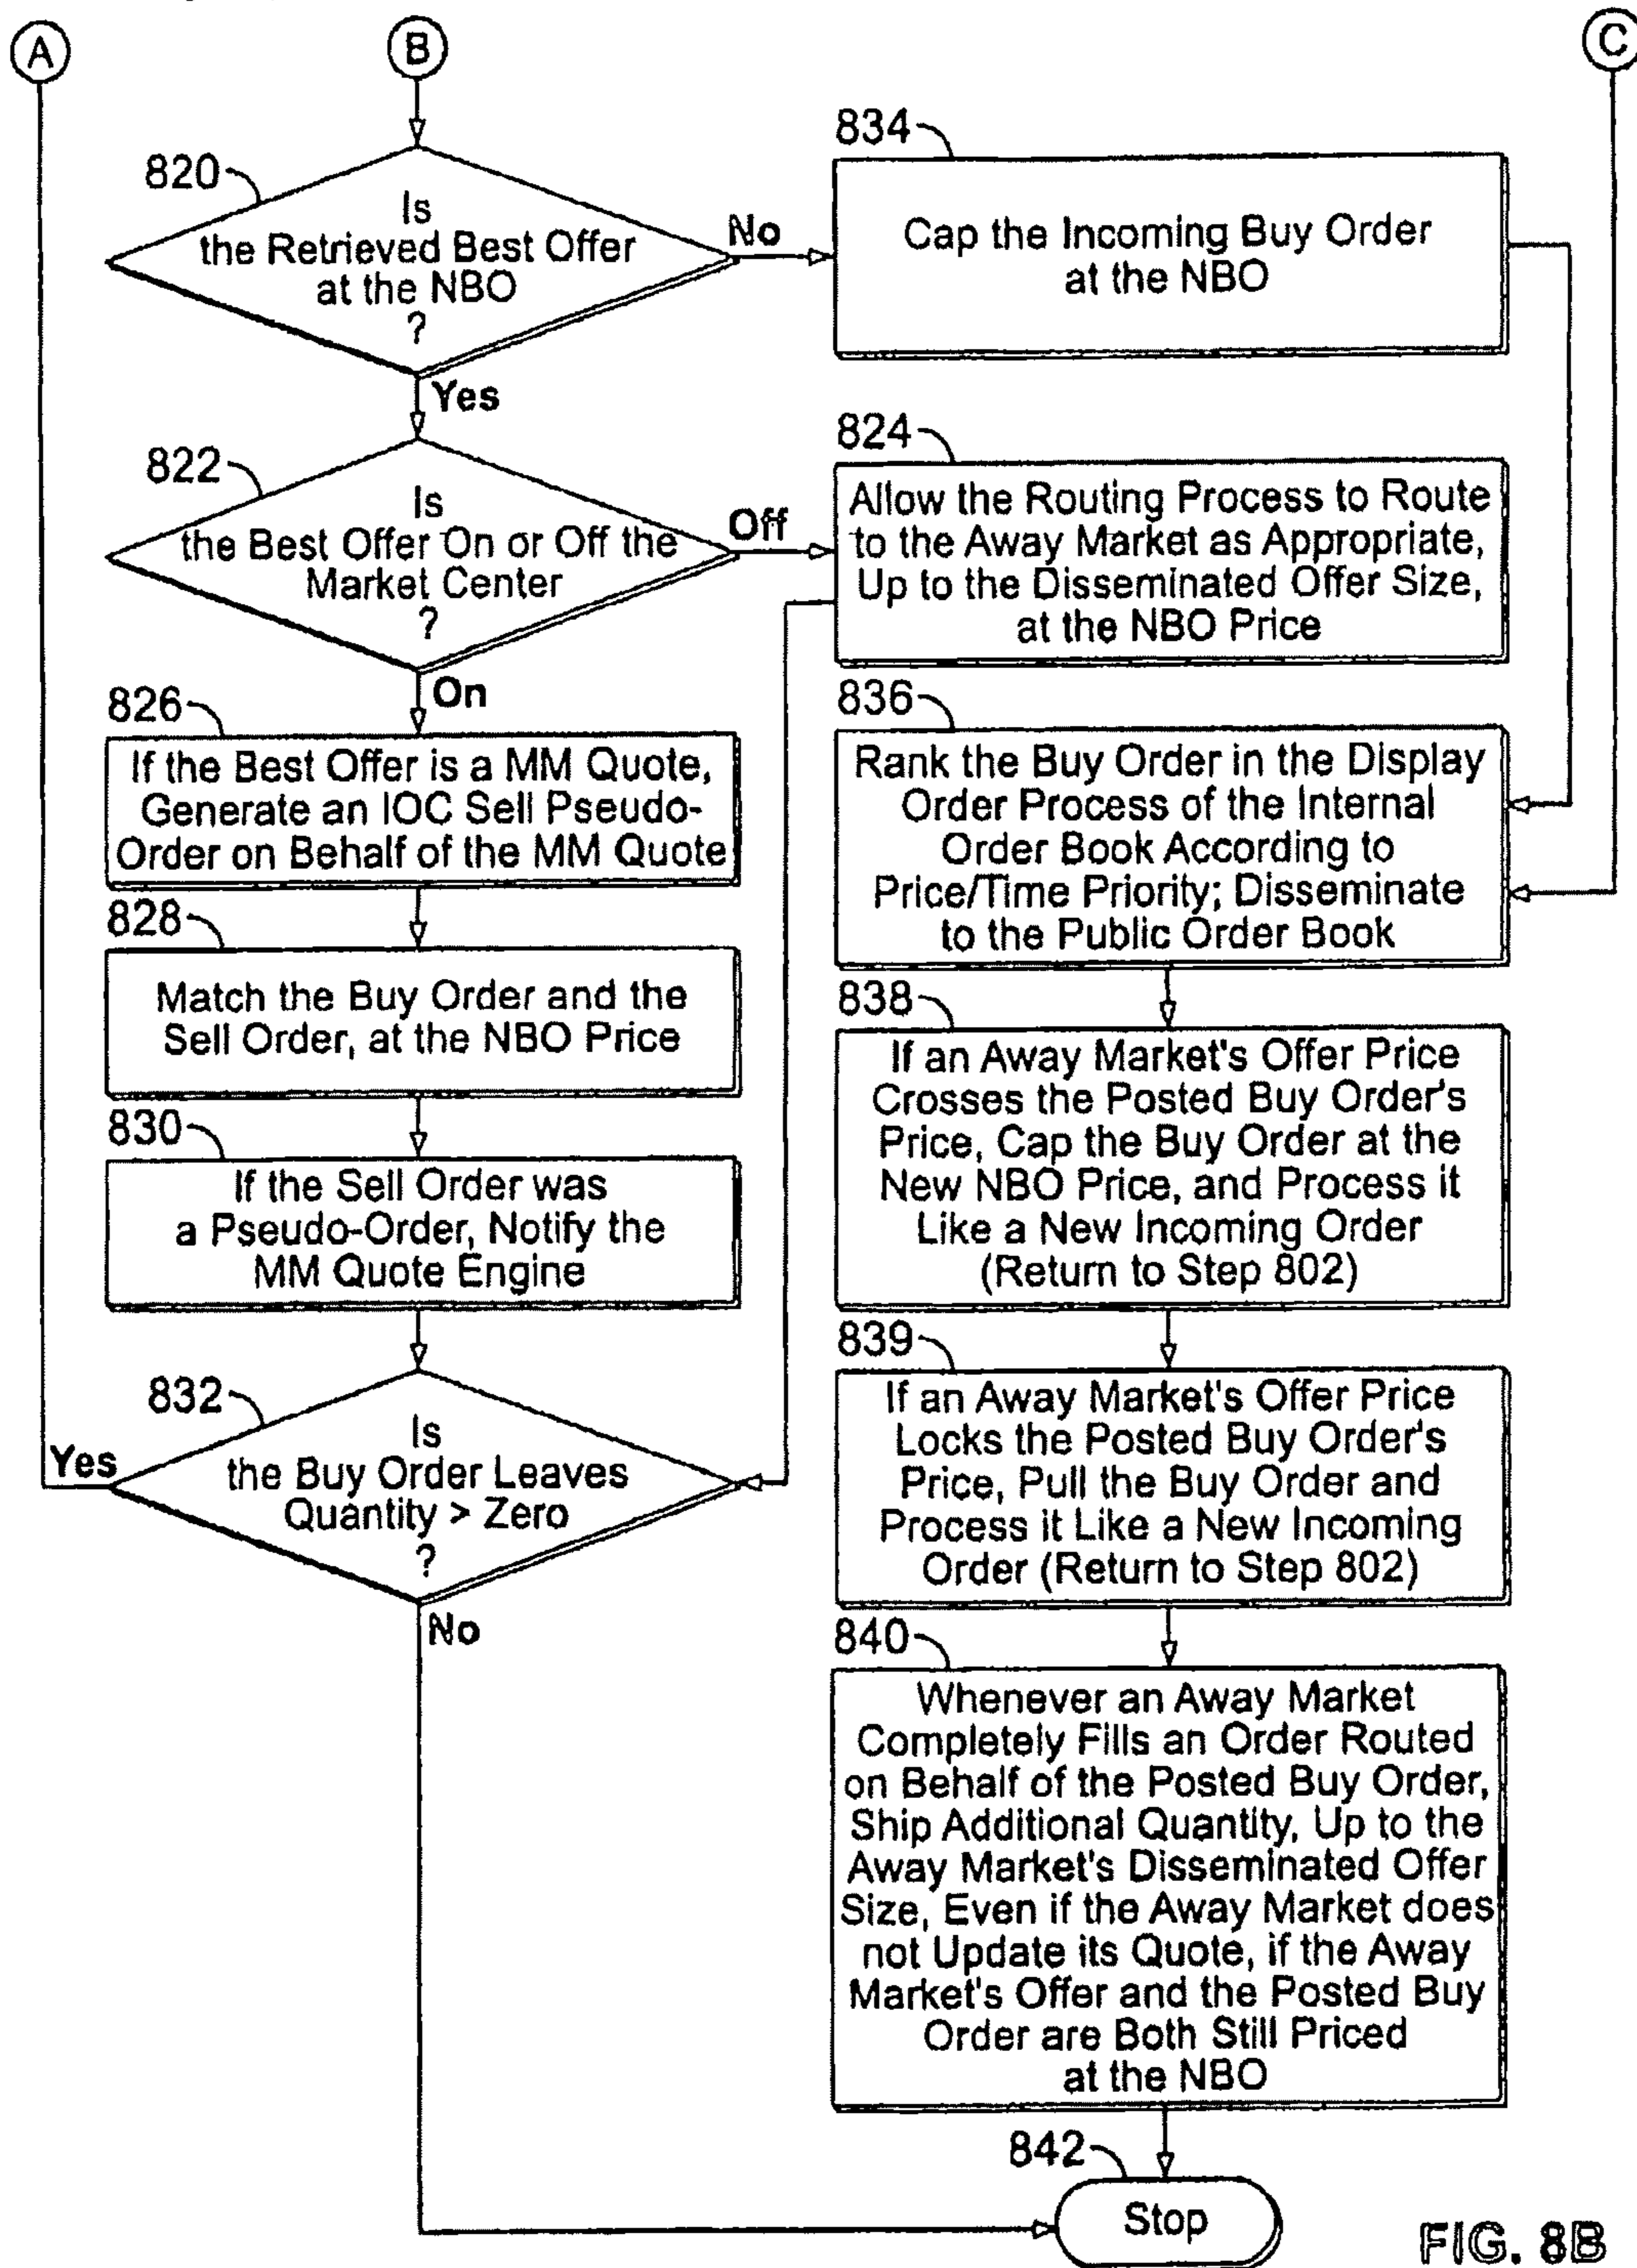 A
B
C
820
Is
the Retrieved Best Offer
at the NBO
?
No
Yes
834
Cap the Incoming Buy Order
at the NBO
822
Is
the Best Offer On or Off the
Market Center
?
Off
On
824
Allow the Routing Process to Route
to the Away Market as Appropriate,
Up to the Disseminated Offer Size,
at the NBO Price
826
If the Best Offer is a MM Quote,
Generate an IOC Sell Pseudo-
Order on Behalf of the MM Quote
828
Match the Buy Order and the
Sell Order, at the NBO Price
830
If the Sell Order was
a Pseudo-Order, Notify the
MM Quote Engine
832
Is
the Buy Order Leaves
Quantity > Zero
?
Yes
No
836
Rank the Buy Order in the Display
Order Process of the Internal
Order Book According to
Price/Time Priority; Disseminate
to the Public Order Book
838
If an Away Market's Offer Price
Crosses the Posted Buy Order's
Price, Cap the Buy Order at the
New NBO Price, and Process it
Like a New Incoming Order
(Return to Step 802)
839
If an Away Market's Offer Price
Locks the Posted Buy Order's
Price, Pull the Buy Order and
Process it Like a New Incoming
Order (Return to Step 802)
840
Whenever an Away Market
Completely Fills an Order Routed
on Behalf of the Posted Buy Order,
Ship Additional Quantity, Up to the
Away Market's Disseminated Offer
Size, Even if the Away Market does
not Update its Quote, if the Away
Market's Offer and the Posted Buy
Order are Both Still Priced
at the NBO
842
Stop
FIG. 8B